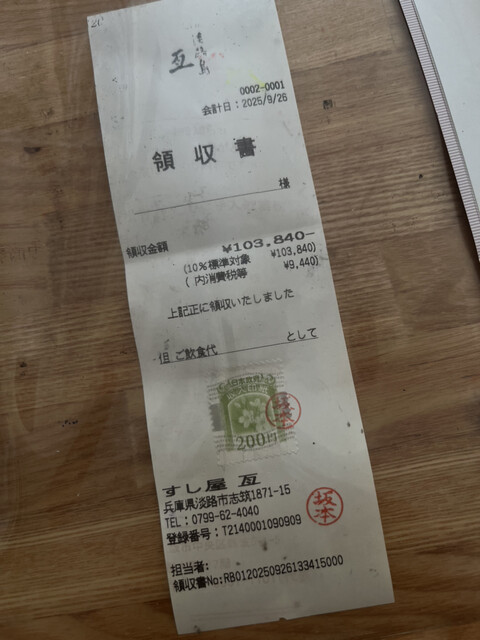 淡路島
亙
0002-0001
会計日：2025/9/26
領収書
様
領収金額 ¥103,840-
(10％標準対象 ¥103,840)
( 内消費税等 ¥9,440)
上記正に領収いたしました
但 ご飲食代 として
200円
坂本
すし屋 亙
兵庫県淡路市志筑1871-15
TEL：0799-62-4040
登録番号：T2140001090909
坂本
担当者：
領収書No:RB0120250926133415000